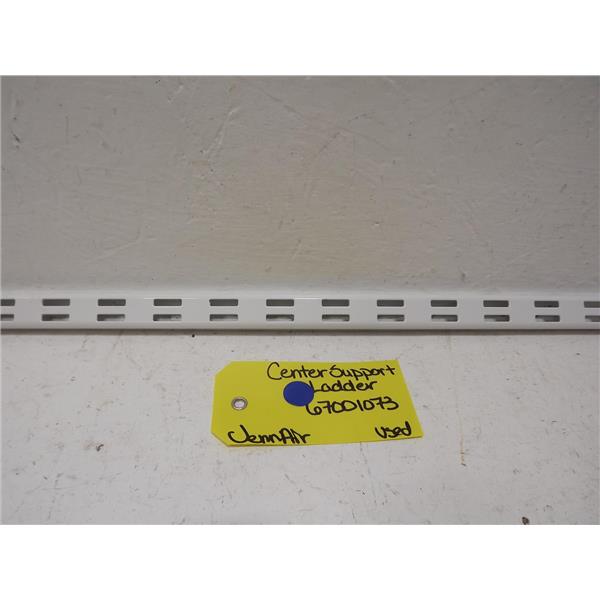 Center Support
Ladder
67001073
JennAir used